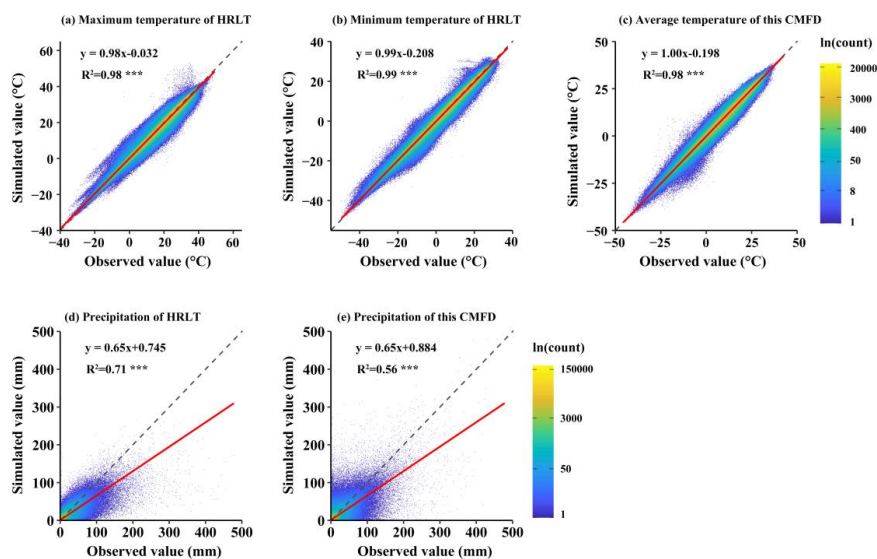 (a) Maximum temperature of HRLT
(b) Minimum temperature of HRLT
(c) Average temperature of this CMFD
60
40
20
0
−20
−40
−40 −20 0 20 40 60
Simulated value (°C)
Observed value (°C)
y = 0.98x-0.032
R²=0.98 ***
40
20
0
−20
−40
−40 −20 0 20 40
Simulated value (°C)
Observed value (°C)
y = 0.99x-0.208
R²=0.99 ***
50
25
0
−25
−50
−50 −25 0 25 50
Simulated value (°C)
Observed value (°C)
y = 1.00x-0.198
R²=0.98 ***
ln(count)
20000
3000
400
50
8
1
(d) Precipitation of HRLT
(e) Precipitation of this CMFD
500
400
300
200
100
0
0 100 200 300 400 500
Simulated value (mm)
Observed value (mm)
y = 0.65x+0.745
R²=0.71 ***
500
400
300
200
100
0
0 100 200 300 400 500
Simulated value (mm)
Observed value (mm)
y = 0.65x+0.884
R²=0.56 ***
ln(count)
150000
3000
50
1